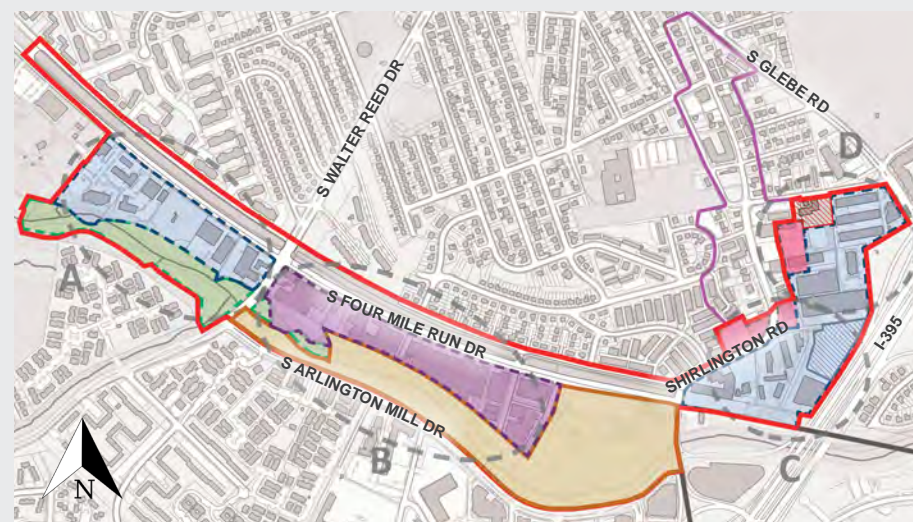 S GLEBE RD
S WALTER REED DR
D
A
S FOUR MILE RUN DR
SHIRLINGTON RD
I-395
S ARLINGTON MILL DR
B
C
N